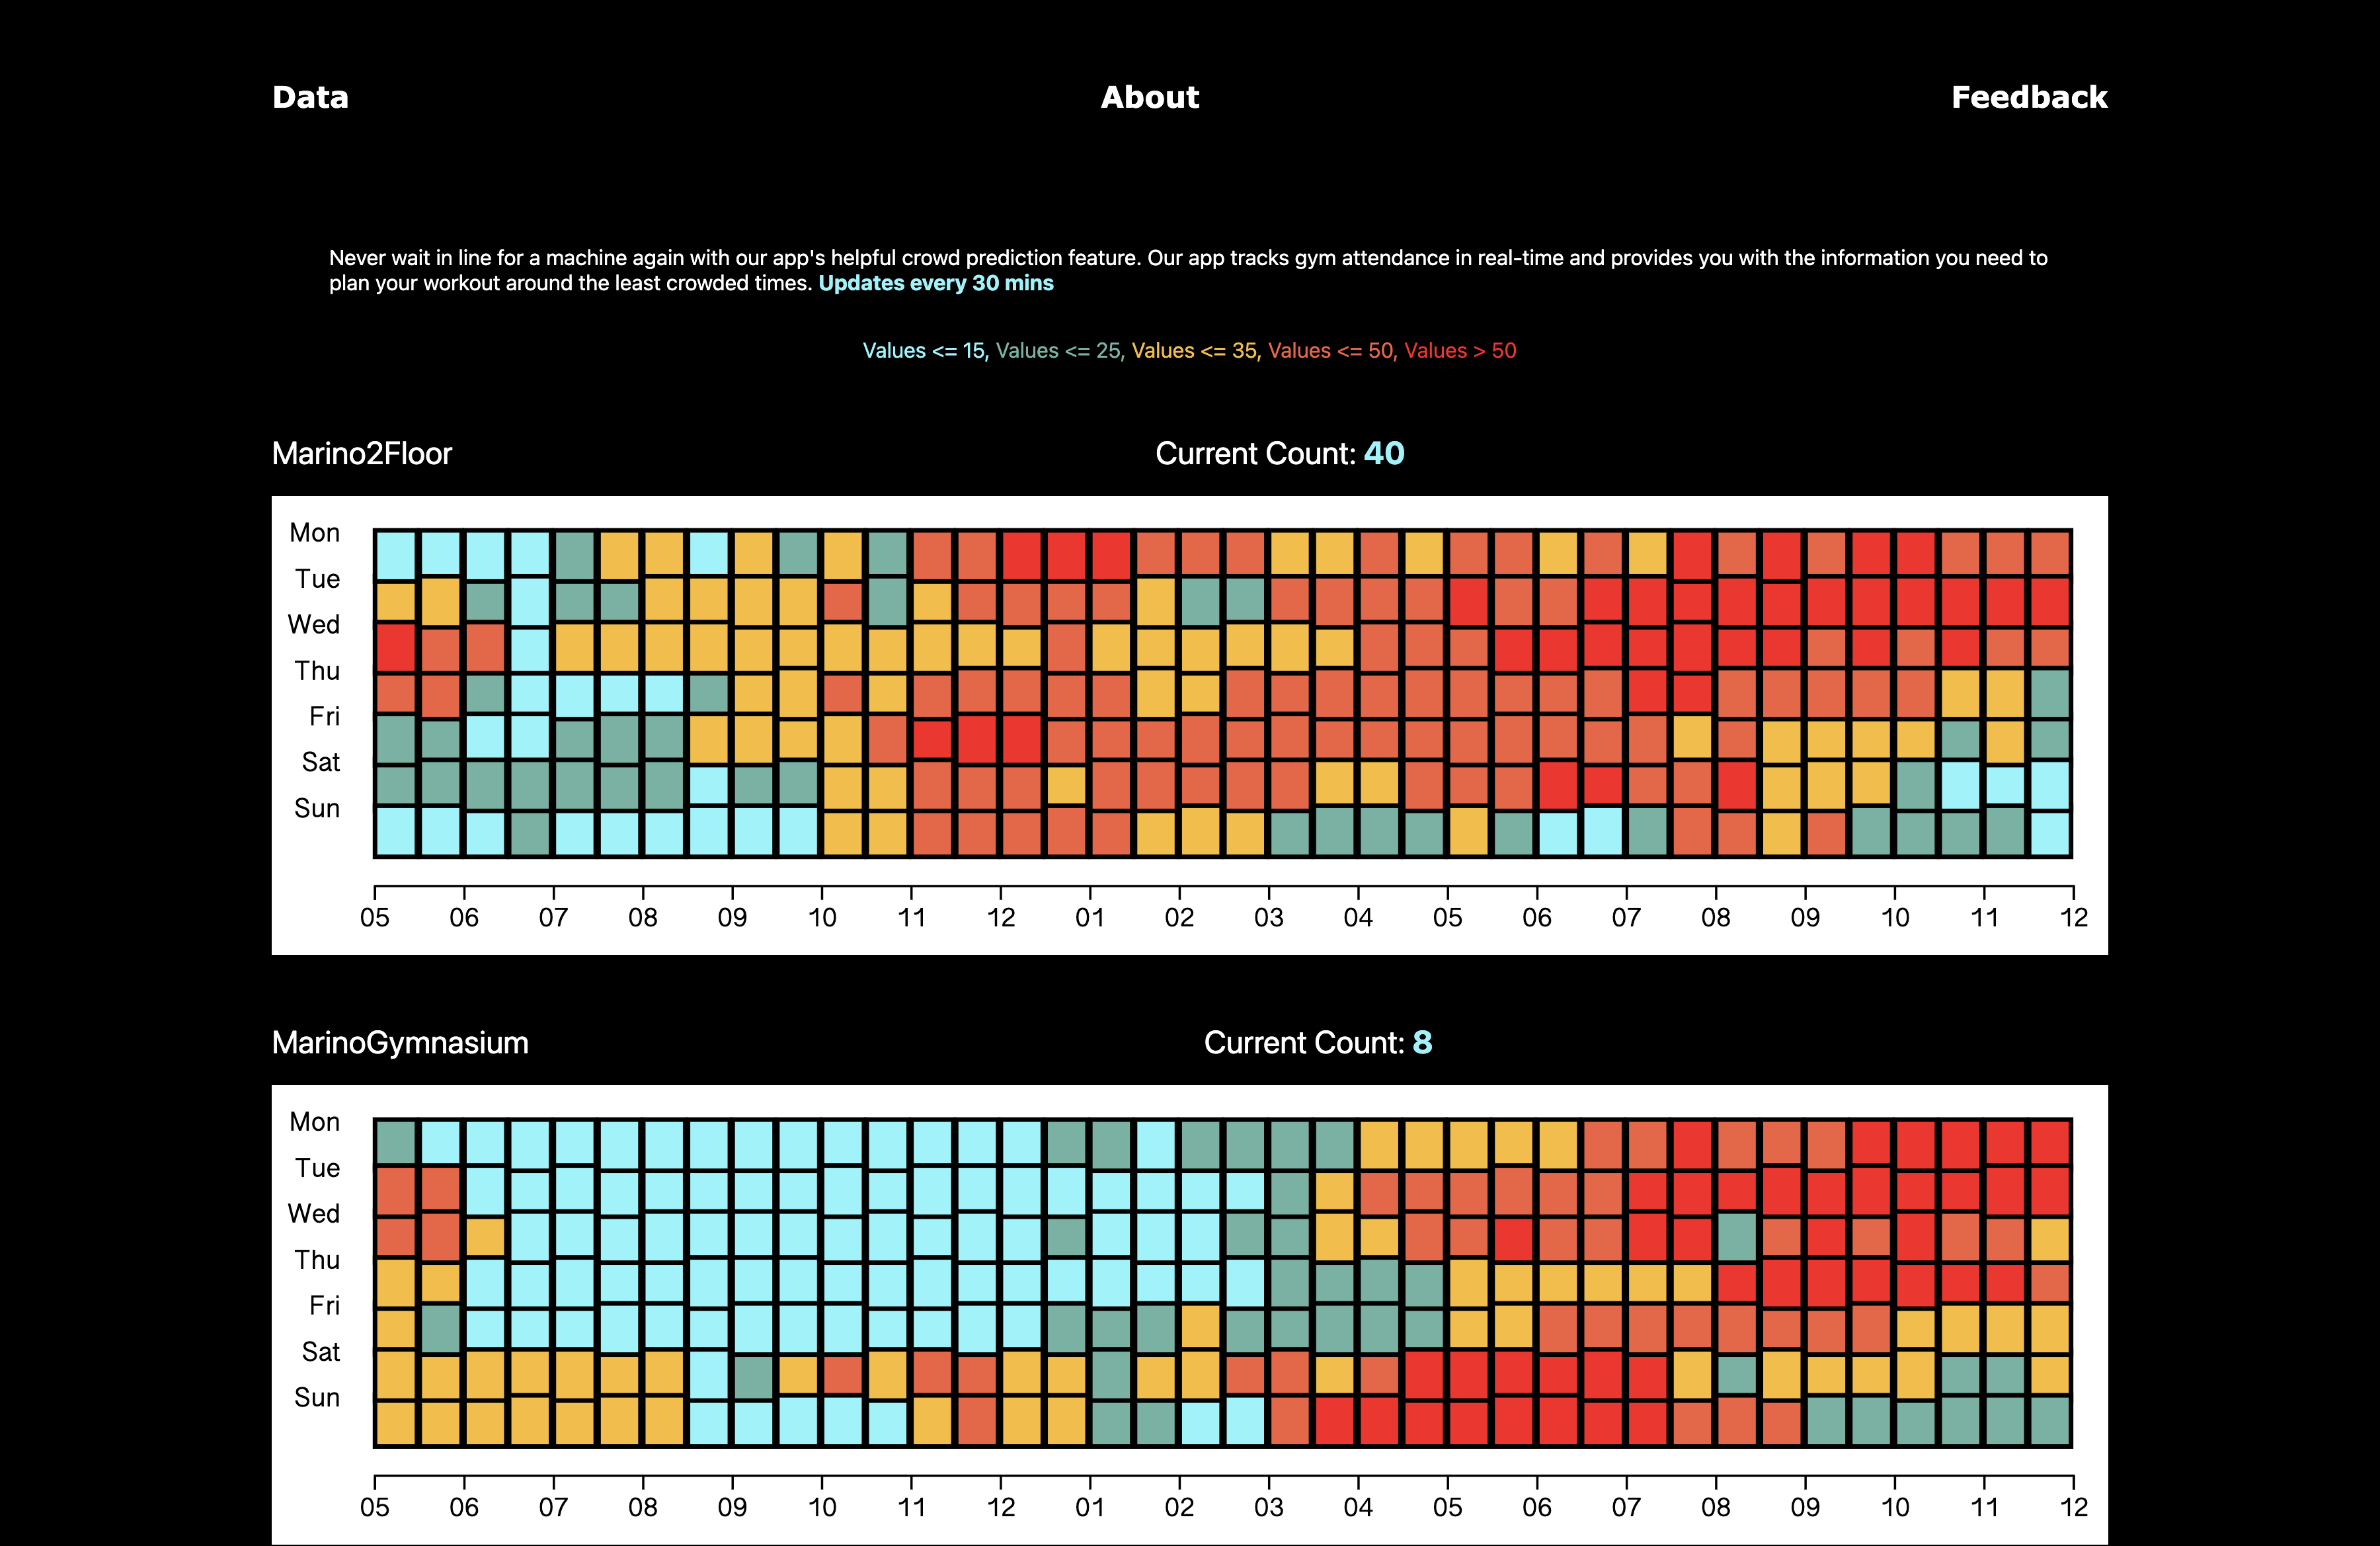 Data About Feedback
Never wait in line for a machine again with our app's helpful crowd prediction feature. Our app tracks gym attendance in real-time and provides you with the information you need to
plan your workout around the least crowded times. Updates every 30 mins
Values <= 15, Values <= 25, Values <= 35, Values <= 50, Values > 50
Marino2Floor Current Count: 40
Mon
Tue
Wed
Thu
Fri
Sat
Sun
05 06 07 08 09 10 11 12 01 02 03 04 05 06 07 08 09 10 11 12
MarinoGymnasium Current Count: 8
Mon
Tue
Wed
Thu
Fri
Sat
Sun
05 06 07 08 09 10 11 12 01 02 03 04 05 06 07 08 09 10 11 12